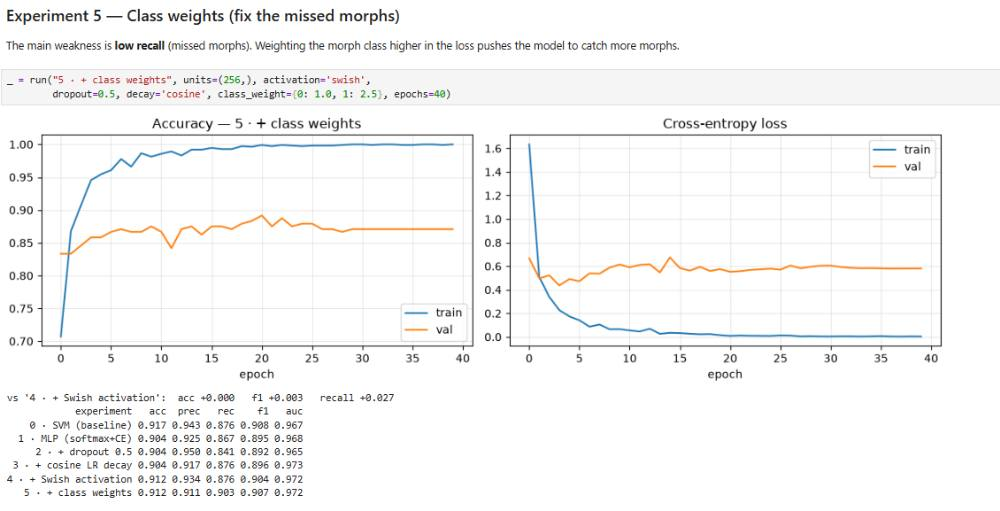 Experiment 5 — Class weights (fix the missed morphs)
The main weakness is low recall (missed morphs). Weighting the morph class higher in the loss pushes the model to catch more morphs.
_ = run("5 · + class weights", units=(256,), activation='swish',
dropout=0.5, decay='cosine', class_weight={0: 1.0, 1: 2.5}, epochs=40)
Accuracy — 5 · + class weights
1.00
0.95
0.90
0.85
0.80
0.75
0.70
train
val
0 5 10 15 20 25 30 35 40
epoch
Cross-entropy loss
1.6
1.4
1.2
1.0
0.8
0.6
0.4
0.2
0.0
train
val
0 5 10 15 20 25 30 35 40
epoch
vs '4 · + Swish activation': acc +0.000 f1 +0.003 recall +0.027
experiment acc prec rec f1 auc
0 · SVM (baseline) 0.917 0.943 0.876 0.908 0.967
1 · MLP (softmax+CE) 0.904 0.925 0.867 0.895 0.968
2 · + dropout 0.5 0.904 0.950 0.841 0.892 0.965
3 · + cosine LR decay 0.904 0.917 0.876 0.896 0.973
4 · + Swish activation 0.912 0.934 0.876 0.904 0.972
5 · + class weights 0.912 0.911 0.903 0.907 0.972